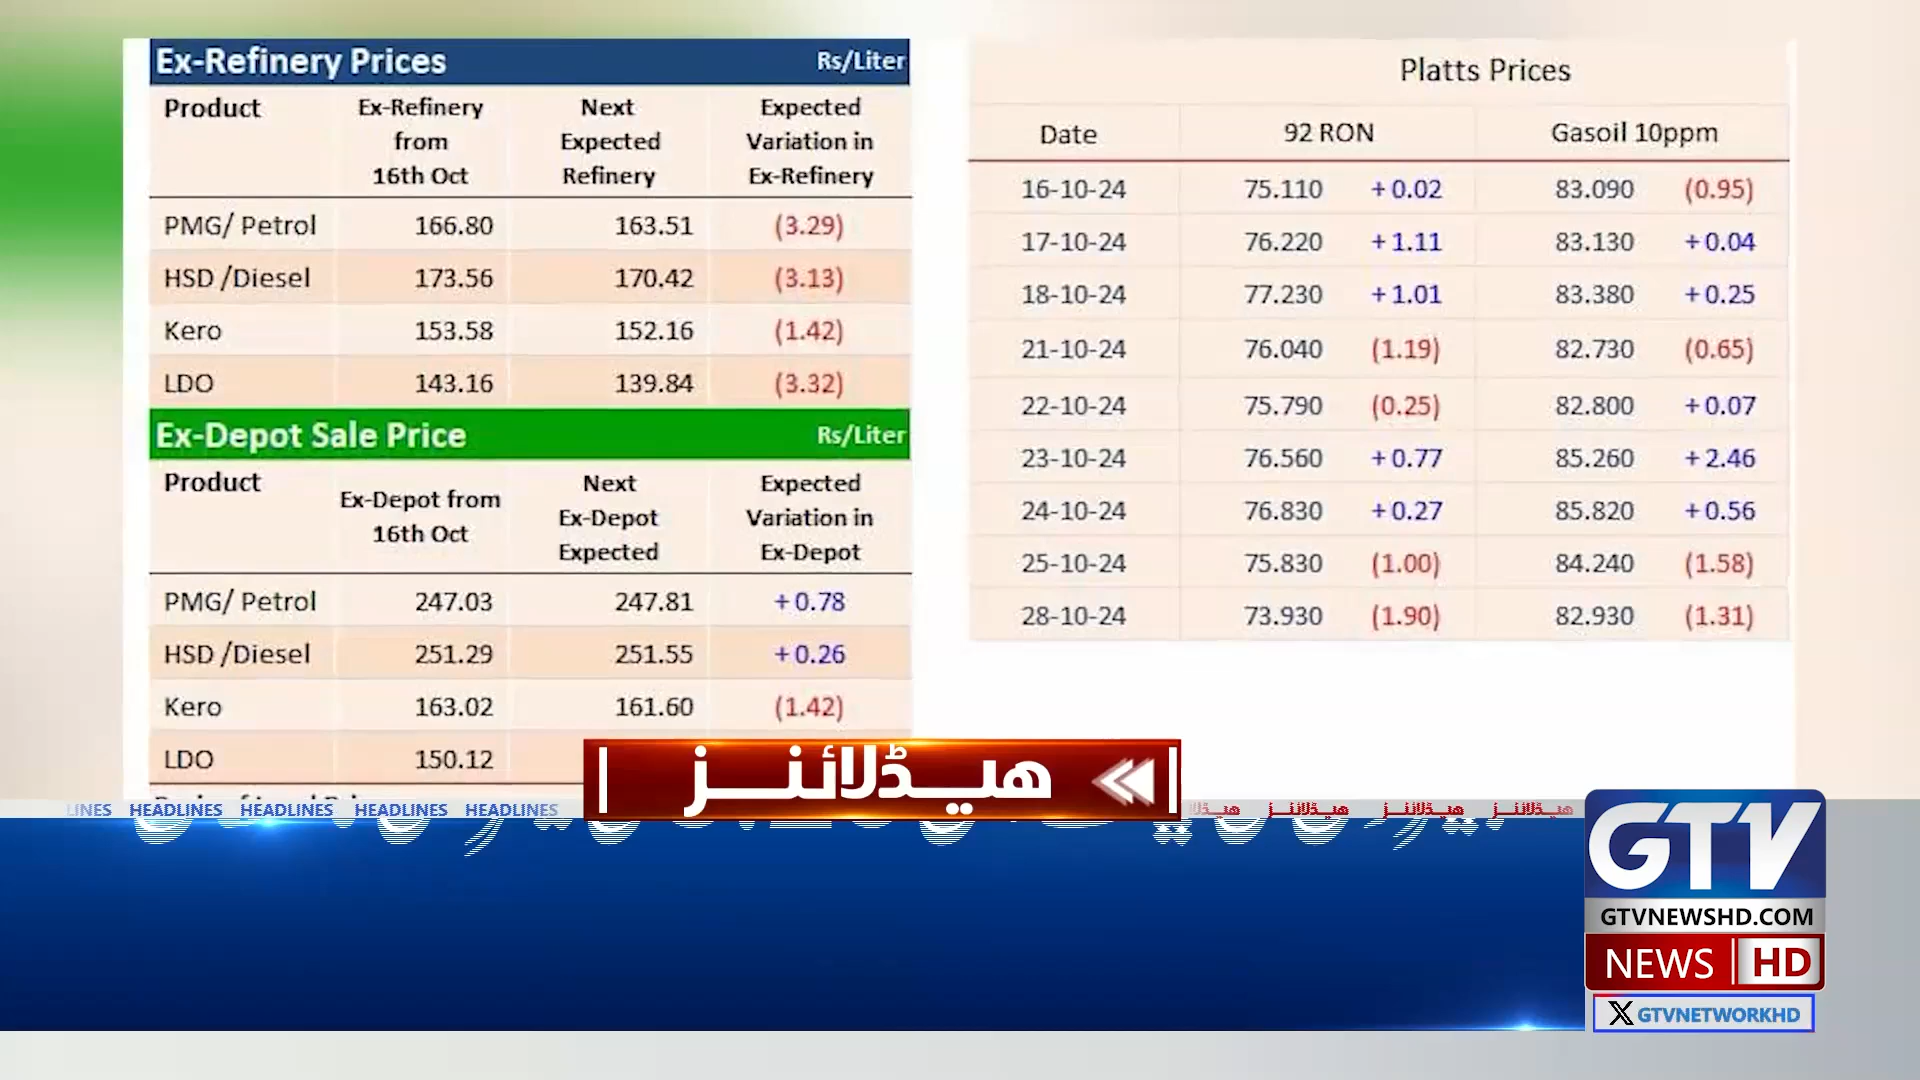 Ex-Refinery Prices Rs/Liter
Product Ex-Refinery from 16th Oct Next Expected Refinery Expected Variation in Ex-Refinery
PMG/ Petrol 166.80 163.51 (3.29)
HSD /Diesel 173.56 170.42 (3.13)
Kero 153.58 152.16 (1.42)
LDO 143.16 139.84 (3.32)
Ex-Depot Sale Price Rs/Liter
Product Ex-Depot from 16th Oct Next Ex-Depot Expected Expected Variation in Ex-Depot
PMG/ Petrol 247.03 247.81 +0.78
HSD /Diesel 251.29 251.55 +0.26
Kero 163.02 161.60 (1.42)
LDO 150.12
Platts Prices
Date 92 RON Gasoil 10ppm
16-10-24 75.110 +0.02 83.090 (0.95)
17-10-24 76.220 +1.11 83.130 +0.04
18-10-24 77.230 +1.01 83.380 +0.25
21-10-24 76.040 (1.19) 82.730 (0.65)
22-10-24 75.790 (0.25) 82.800 +0.07
23-10-24 76.560 +0.77 85.260 +2.46
24-10-24 76.830 +0.27 85.820 +0.56
25-10-24 75.830 (1.00) 84.240 (1.58)
28-10-24 73.930 (1.90) 82.930 (1.31)
ھیڈلائنز
LINES HEADLINES HEADLINES HEADLINES HEADLINES
ھیڈلائنز ھیڈلائنز ھیڈلائنز
GTV
GTVNEWSHD.COM
NEWS HD
X GTVNETWORKHD